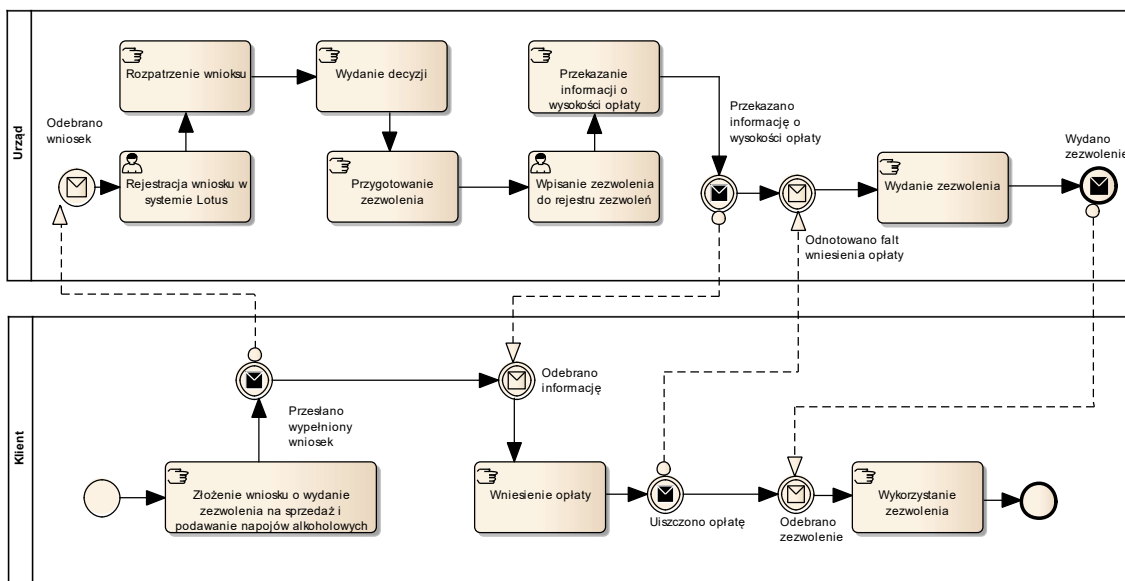 Urząd
Odebrano
wniosek
Rozpatrzenie wnioksu
Wydanie decyzji
Przekazanie
informacji o
wysokości opłaty
Przekazano
informację o
wysokości opłaty
Wydano
zezwolenie
Rejestracja wniosku w
systemie Lotus
Przygotowanie
zezwolenia
Wpisanie zezwolenia
do rejestru zezwoleń
Wydanie zezwolenia
Odnotowano falt
wniesienia opłaty
Klient
Odebrano
informację
Przesłano
wypełniony
wniosek
Złożenie wniosku o wydanie
zezwolenia na sprzedaż i
podawanie napojów alkoholowych
Wniesienie opłaty
Uiszczono opłatę
Odebrano
zezwolenie
Wykorzystanie
zezwolenia